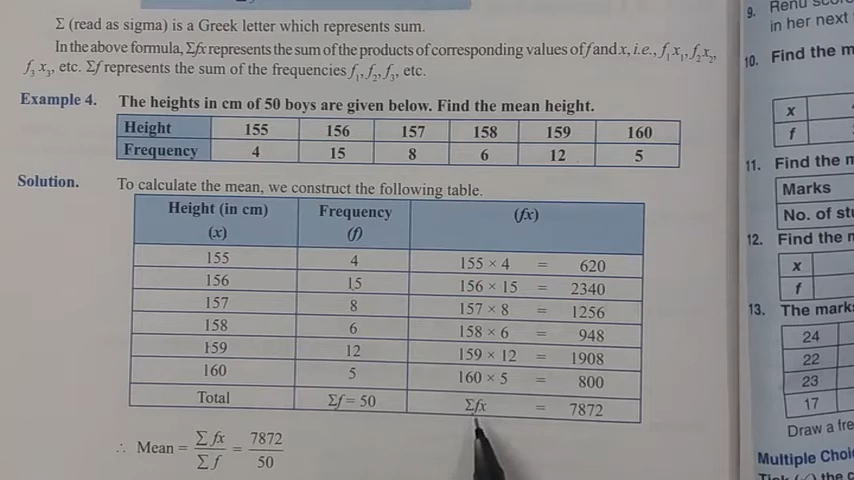 Σ (read as sigma) is a Greek letter which represents sum.
In the above formula, Σfx represents the sum of the products of corresponding values of f and x, i.e., f₁x₁, f₂x₂,
f₃ x₃, etc. Σf represents the sum of the frequencies f₁, f₂, f₃, etc.
Example 4. The heights in cm of 50 boys are given below. Find the mean height.
Height 155 156 157 158 159 160
Frequency 4 15 8 6 12 5
Solution. To calculate the mean, we construct the following table.
Height (in cm) (x) Frequency (f) (fx)
155 4 155 × 4 = 620
156 15 156 × 15 = 2340
157 8 157 × 8 = 1256
158 6 158 × 6 = 948
159 12 159 × 12 = 1908
160 5 160 × 5 = 800
Total Σf = 50 Σfx = 7872
∴ Mean = Σ fx / Σ f = 7872 / 50
9. Renu
in her next
10. Find the
x
f
11. Find the
Marks
No. of
12. Find the
x
f
13. The
24
22
23
17
Draw a
Multiple
the